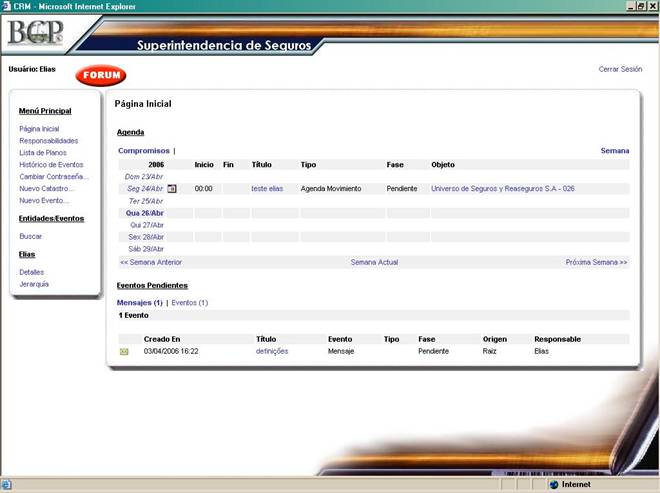 CRM - Microsoft Internet Explorer
BCP
Superintendencia de Seguros
Usuário: Elias
FORUM
Cerrar Sesión
Menú Principal
Página Inicial
Responsabilidades
Lista de Planos
Histórico de Eventos
Cambiar Contraseña...
Nuevo Catastro...
Nuevo Evento...
Entidades/Eventos
Buscar
Elias
Detalles
Jerarquía
Página Inicial
Agenda
Compromisos | Semana
2006 Inicio Fin Título Tipo Fase Objeto
Dom 23/Abr
Seg 24/Abr 00:00 teste elias Agenda Movimiento Pendiente Universo de Seguros y Reaseguros S.A - 026
Ter 25/Abr
Qua 26/Abr
Qui 27/Abr
Sex 28/Abr
Sáb 29/Abr
<< Semana Anterior Semana Actual Próxima Semana >>
Eventos Pendientes
Mensajes (1) | Eventos (1)
1 Evento
Creado En Título Evento Tipo Fase Origen Responsable
03/04/2006 16:22 definições Mensaje Pendiente Raiz Elias
Internet